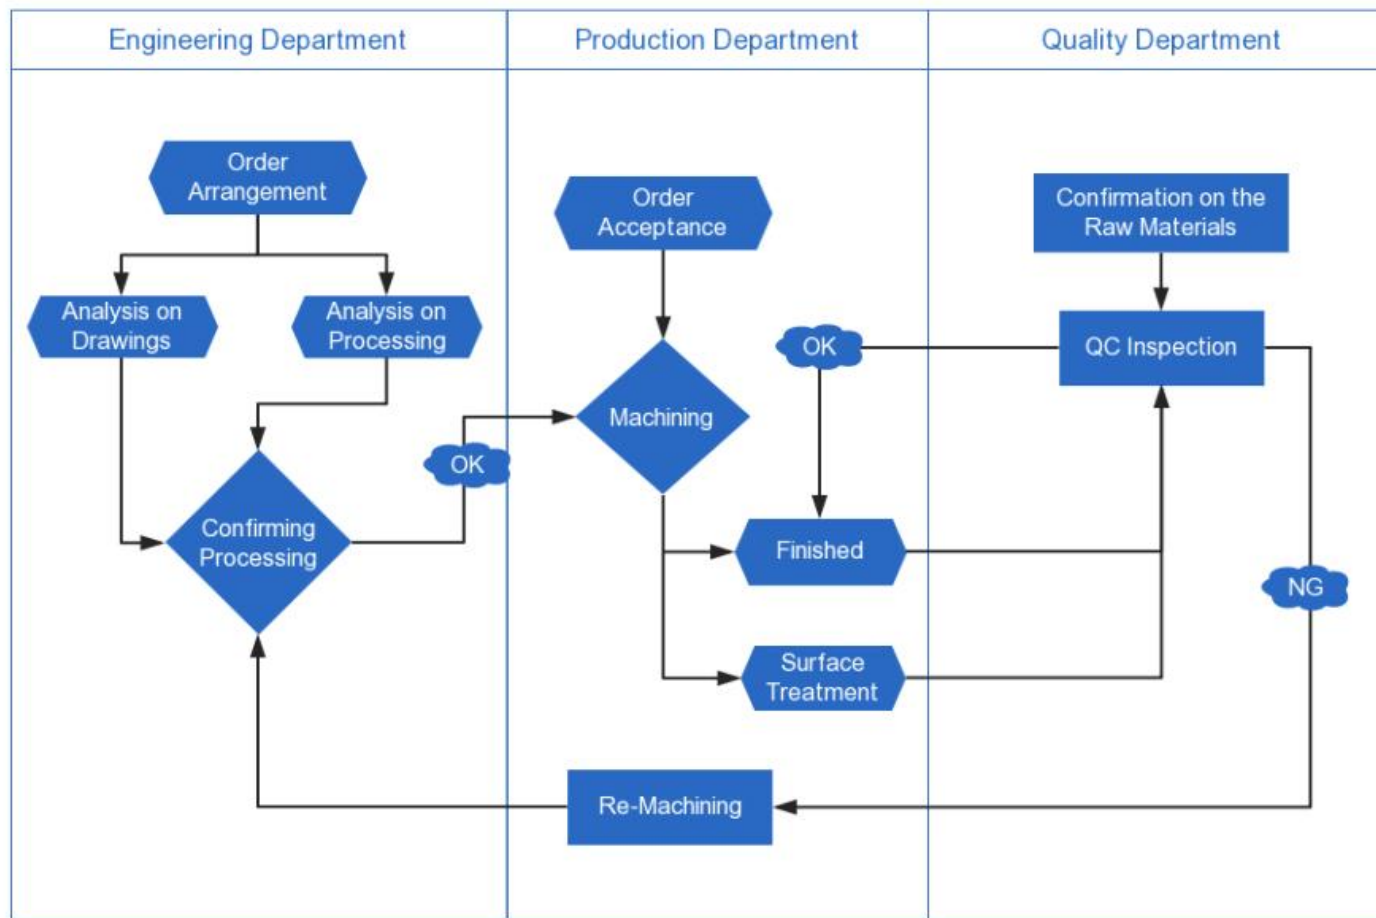 Engineering Department
Production Department
Quality Department
Order
Arrangement
Analysis on
Drawings
Analysis on
Processing
Confirming
Processing
OK
Order
Acceptance
Machining
OK
Finished
Surface
Treatment
Re-Machining
Confirmation on the
Raw Materials
QC Inspection
NG